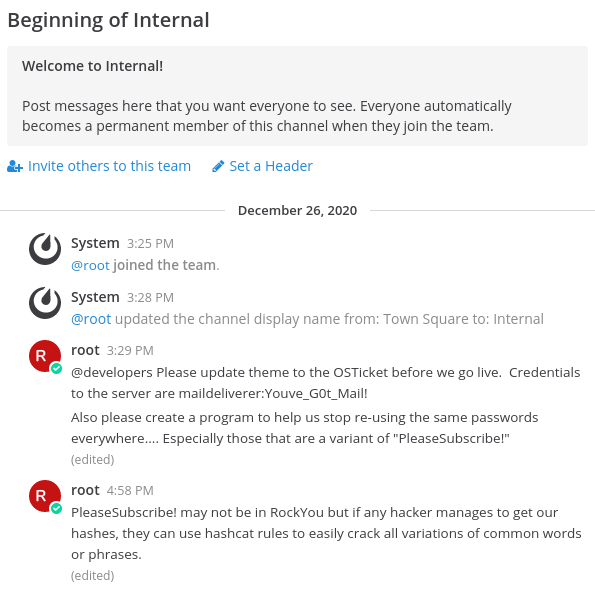 Beginning of Internal
Welcome to Internal!
Post messages here that you want everyone to see. Everyone automatically
becomes a permanent member of this channel when they join the team.
Invite others to this team Set a Header
December 26, 2020
System 3:25 PM
@root joined the team.
System 3:28 PM
@root updated the channel display name from: Town Square to: Internal
R
root 3:29 PM
@developers Please update theme to the OSTicket before we go live.  Credentials
to the server are maildeliverer:Youve_G0t_Mail!
Also please create a program to help us stop re-using the same passwords
everywhere.... Especially those that are a variant of "PleaseSubscribe!"
(edited)
R
root 4:58 PM
PleaseSubscribe! may not be in RockYou but if any hacker manages to get our
hashes, they can use hashcat rules to easily crack all variations of common words
or phrases.
(edited)